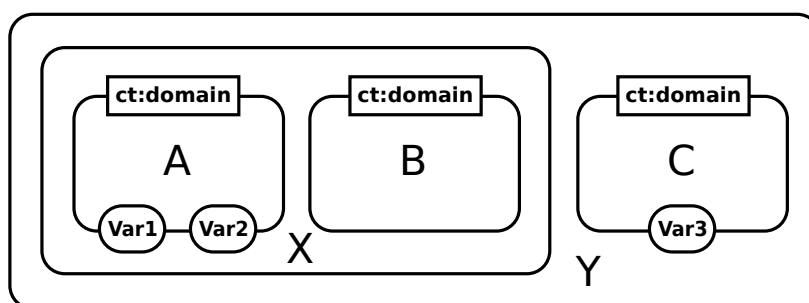 ct:domain ct:domain ct:domain
A B C
Var1 Var2 Var3
X
Y